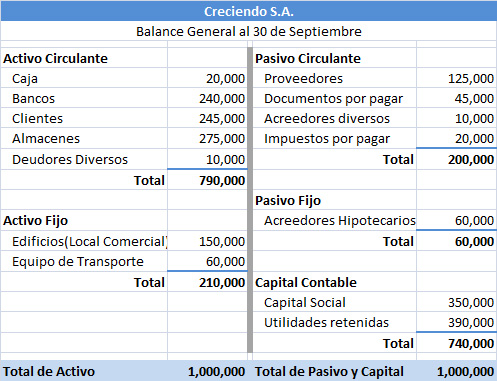 Creciendo S.A.
Balance General al 30 de Septiembre
Activo Circulante
Caja 20,000
Bancos 240,000
Clientes 245,000
Almacenes 275,000
Deudores Diversos 10,000
Total 790,000
Activo Fijo
Edificios(Local Comercial) 150,000
Equipo de Transporte 60,000
Total 210,000
Total de Activo 1,000,000
Pasivo Circulante
Proveedores 125,000
Documentos por pagar 45,000
Acreedores diversos 10,000
Impuestos por pagar 20,000
Total 200,000
Pasivo Fijo
Acreedores Hipotecarios 60,000
Total 60,000
Capital Contable
Capital Social 350,000
Utilidades retenidas 390,000
Total 740,000
Total de Pasivo y Capital 1,000,000